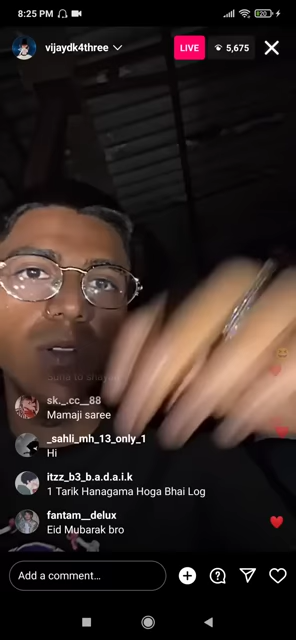 8:25 PM
vijaydk4three
LIVE
5,675
sk._.cc__88
Mamaji saree
_sahli_mh_13_only_1
Hi
itzz_b3_b.a.d.a.i.k
1 Tarik Hanagama Hoga Bhai Log
fantam__delux
Eid Mubarak bro
Add a comment...